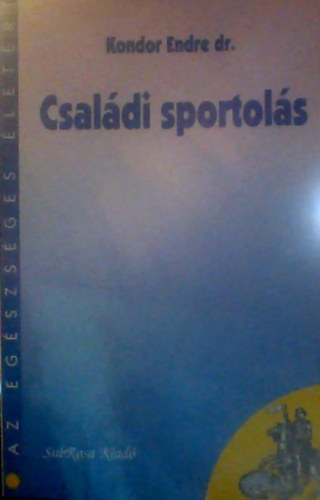 Kondor Endre dr.
Családi sportolás
AZ EGÉSZSÉGES ÉLETÉRT
SubRosa Kiadó